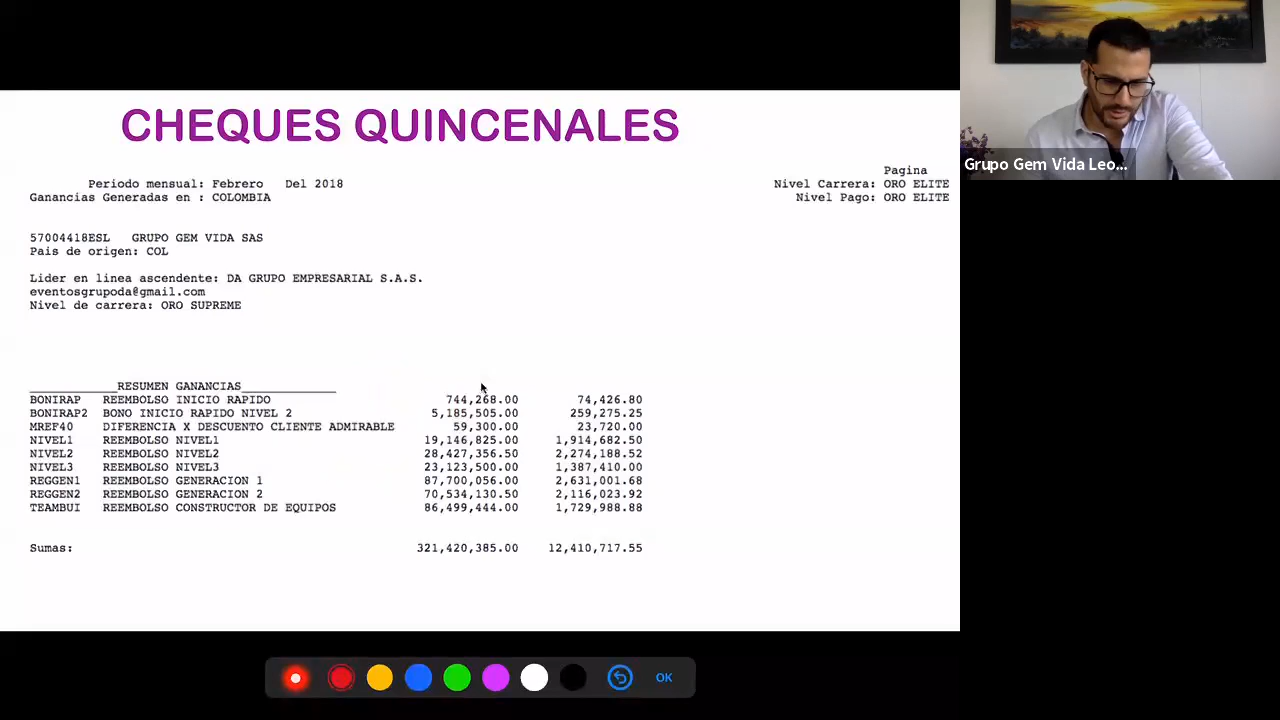 CHEQUES QUINCENALES
Pagina
Periodo mensual: Febrero Del 2018 Nivel Carrera: ORO ELITE
Ganancias Generadas en : COLOMBIA Nivel Pago: ORO ELITE
57004418ESL GRUPO GEM VIDA SAS
Pais de origen: COL
Lider en linea ascendente: DA GRUPO EMPRESARIAL S.A.S.
eventosgrupoda@gmail.com
Nivel de carrera: ORO SUPREME
____________RESUMEN GANANCIAS_____________
BONIRAP REEMBOLSO INICIO RAPIDO 744,268.00 74,426.80
BONIRAP2 BONO INICIO RAPIDO NIVEL 2 5,185,505.00 259,275.25
MREF40 DIFERENCIA X DESCUENTO CLIENTE ADMIRABLE 59,300.00 23,720.00
NIVEL1 REEMBOLSO NIVEL1 19,146,825.00 1,914,682.50
NIVEL2 REEMBOLSO NIVEL2 28,427,356.50 2,274,188.52
NIVEL3 REEMBOLSO NIVEL3 23,123,500.00 1,387,410.00
REGGEN1 REEMBOLSO GENERACION 1 87,700,056.00 2,631,001.68
REGGEN2 REEMBOLSO GENERACION 2 70,534,130.50 2,116,023.92
TEAMBUI REEMBOLSO CONSTRUCTOR DE EQUIPOS 86,499,444.00 1,729,988.88
Sumas: 321,420,385.00 12,410,717.55
Grupo Gem Vida Leo...
OK